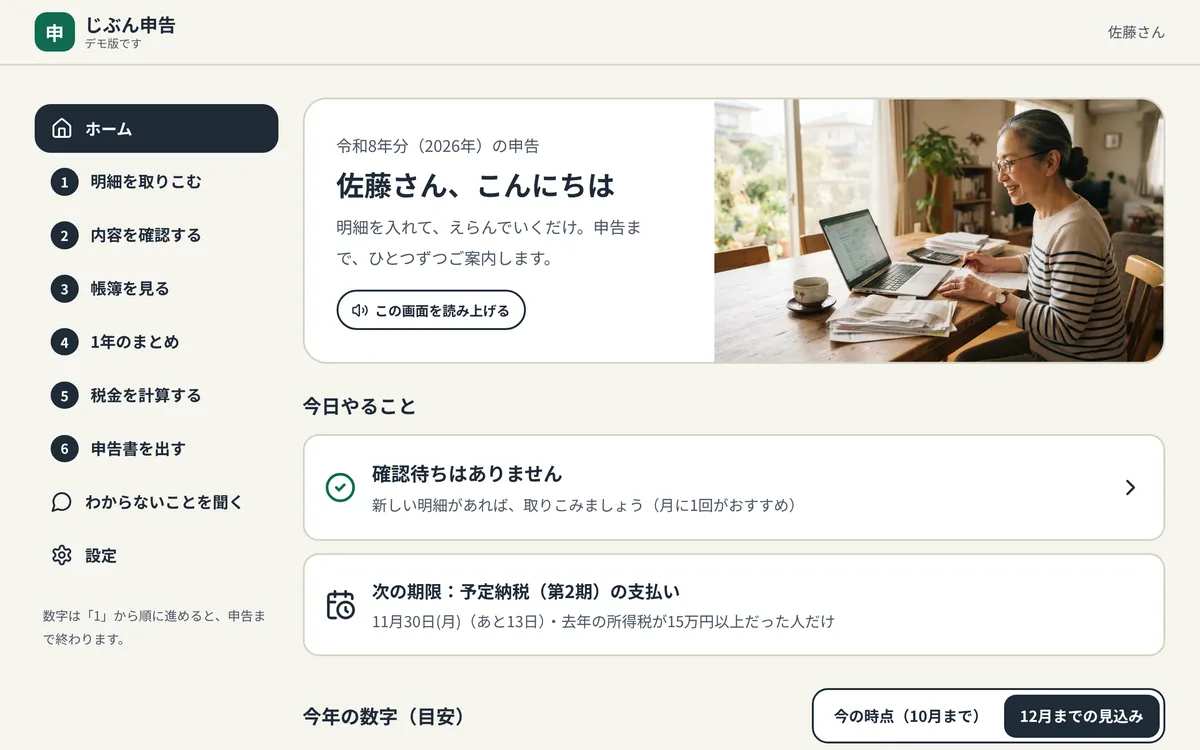 申
じぶん申告
デモ版です
佐藤さん
ホーム
1 明細を取りこむ
2 内容を確認する
3 帳簿を見る
4 1年のまとめ
5 税金を計算する
6 申告書を出す
わからないことを聞く
設定
数字は「1」から順に進めると、申告ま
で終わります。
令和8年分（2026年）の申告
佐藤さん、こんにちは
明細を入れて、えらんでいくだけ。申告ま
で、ひとつずつご案内します。
この画面を読み上げる
今日やること
確認待ちはありません
新しい明細があれば、取りこみましょう（月に1回がおすすめ）
次の期限：予定納税（第2期）の支払い
11月30日(月)（あと13日）・去年の所得税が15万円以上だった人だけ
今年の数字（目安）
今の時点（10月まで）
12月までの見込み